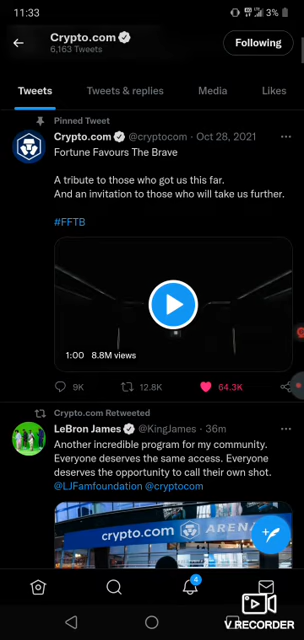 11:33
3%
Crypto.com
6,163 Tweets
Following
Tweets
Tweets & replies
Media
Likes
Pinned Tweet
Crypto.com @cryptocom · Oct 28, 2021
Fortune Favours The Brave
A tribute to those who got us this far.
And an invitation to those who will take us further.
#FFTB
1:00 8.8M views
9K
12.8K
64.3K
Crypto.com Retweeted
LeBron James @KingJames · 36m
Another incredible program for my community.
Everyone deserves the same access. Everyone
deserves the opportunity to call their own shot.
@LJFamfoundation @cryptocom
crypto.com ARENA
4
V.RECORDER